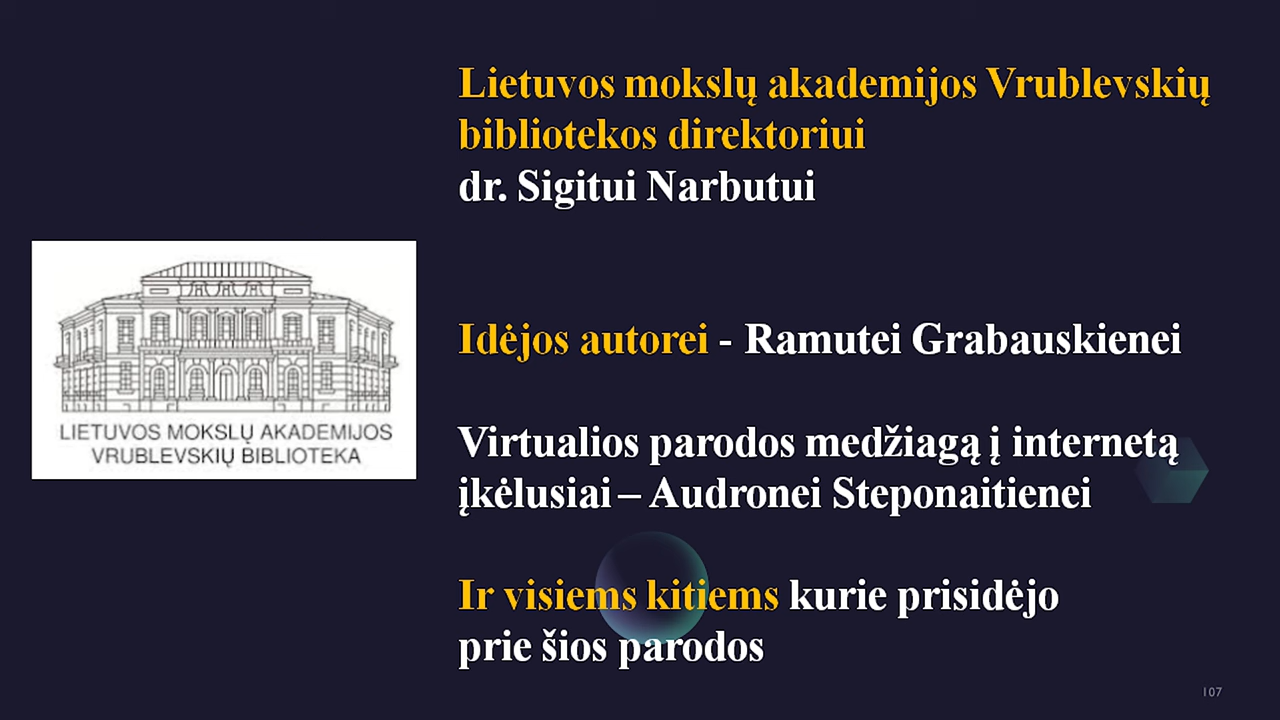 Lietuvos mokslų akademijos Vrublevskių
bibliotekos direktoriui
dr. Sigitui Narbutui
LIETUVOS MOKSLŲ AKADEMIJOS
VRUBLEVSKIŲ BIBLIOTEKA
Idėjos autorei - Ramutei Grabauskienei
Virtualios parodos medžiagą į internetą
įkėlusiai – Audronei Steponaitienei
Ir visiems kitiems kurie prisidėjo
prie šios parodos
107